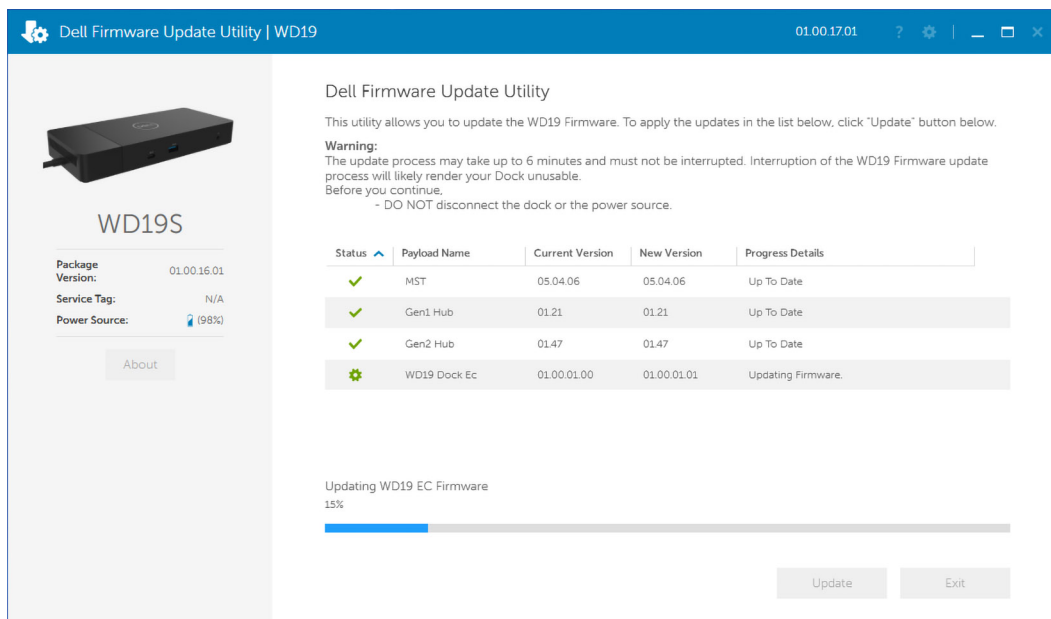 Dell Firmware Update Utility | WD19
01.00.17.01
?
Dell Firmware Update Utility
This utility allows you to update the WD19 Firmware. To apply the updates in the list below, click "Update" button below.
Warning:
The update process may take up to 6 minutes and must not be interrupted. Interruption of the WD19 Firmware update
process will likely render your Dock unusable.
Before you continue,
- DO NOT disconnect the dock or the power source.
WD19S
Package
Version: 01.00.16.01
Service Tag: N/A
Power Source: (98%)
About
Status Payload Name Current Version New Version Progress Details
MST 05.04.06 05.04.06 Up To Date
Gen1 Hub 01.21 01.21 Up To Date
Gen2 Hub 01.47 01.47 Up To Date
WD19 Dock Ec 01.00.01.00 01.00.01.01 Updating Firmware.
Updating WD19 EC Firmware
15%
Update Exit